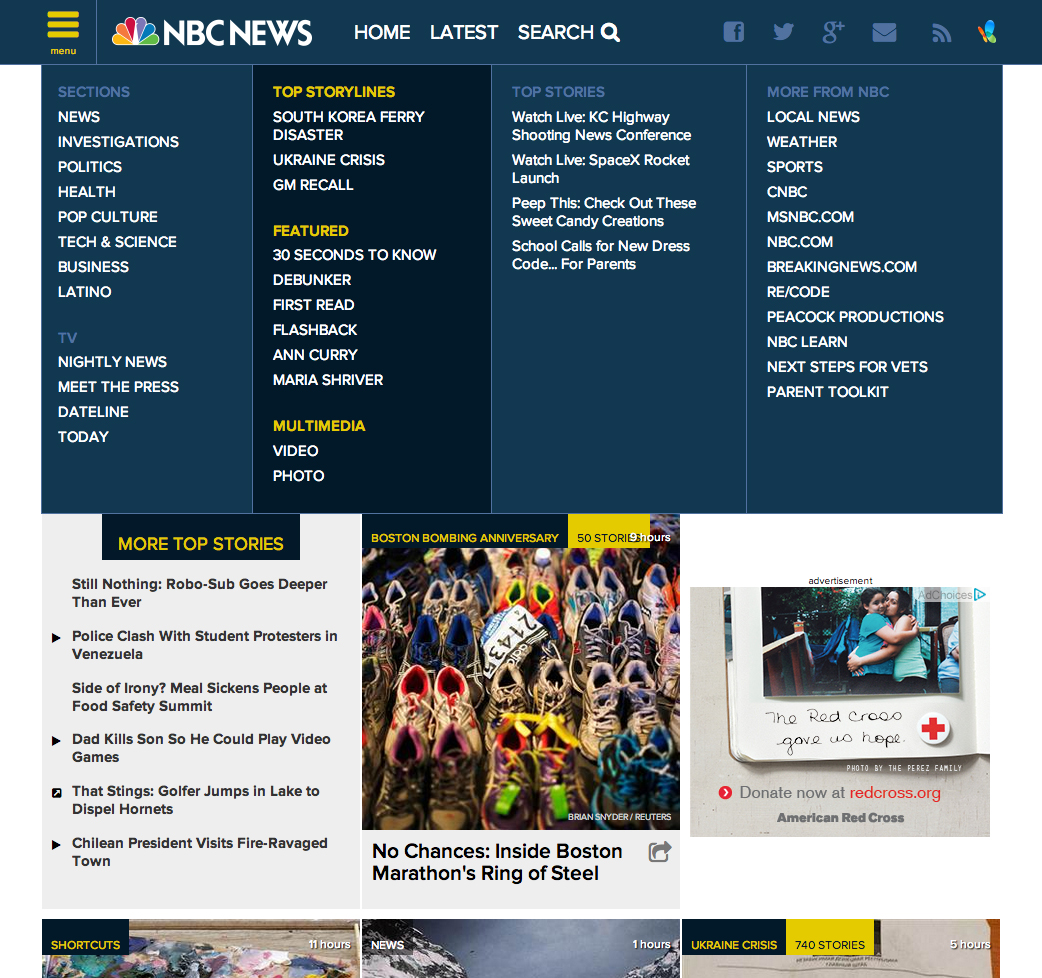 menu
NBC NEWS
HOME
LATEST
SEARCH
g+
SECTIONS
NEWS
INVESTIGATIONS
POLITICS
HEALTH
POP CULTURE
TECH & SCIENCE
BUSINESS
LATINO
TV
NIGHTLY NEWS
MEET THE PRESS
DATELINE
TODAY
TOP STORYLINES
SOUTH KOREA FERRY
DISASTER
UKRAINE CRISIS
GM RECALL
FEATURED
30 SECONDS TO KNOW
DEBUNKER
FIRST READ
FLASHBACK
ANN CURRY
MARIA SHRIVER
MULTIMEDIA
VIDEO
PHOTO
TOP STORIES
Watch Live: KC Highway
Shooting News Conference
Watch Live: SpaceX Rocket
Launch
Peep This: Check Out These
Sweet Candy Creations
School Calls for New Dress
Code... For Parents
MORE FROM NBC
LOCAL NEWS
WEATHER
SPORTS
CNBC
MSNBC.COM
NBC.COM
BREAKINGNEWS.COM
RE/CODE
PEACOCK PRODUCTIONS
NBC LEARN
NEXT STEPS FOR VETS
PARENT TOOLKIT
MORE TOP STORIES
Still Nothing: Robo-Sub Goes Deeper
Than Ever
Police Clash With Student Protesters in
Venezuela
Side of Irony? Meal Sickens People at
Food Safety Summit
Dad Kills Son So He Could Play Video
Games
That Stings: Golfer Jumps in Lake to
Dispel Hornets
Chilean President Visits Fire-Ravaged
Town
BOSTON BOMBING ANNIVERSARY
50 STORIES
9 hours
BRIAN SNYDER / REUTERS
No Chances: Inside Boston
Marathon's Ring of Steel
advertisement
AdChoices
The Red Cross
gave us hope.
PHOTO BY THE PEREZ FAMILY
Donate now at redcross.org
American Red Cross
SHORTCUTS
11 hours
NEWS
1 hours
UKRAINE CRISIS
740 STORIES
5 hours